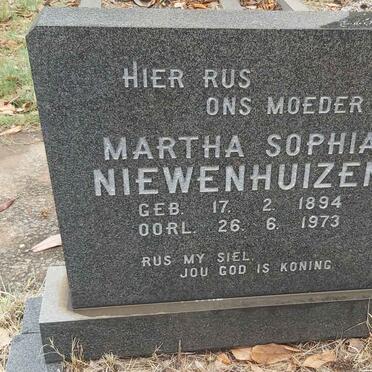 HIER RUS
ONS MOEDER
MARTHA SOPHIA
NIEWENHUIZEN
GEB. 17. 2. 1894
OORL. 26. 6. 1973
RUS MY SIEL,
JOU GOD IS KONING